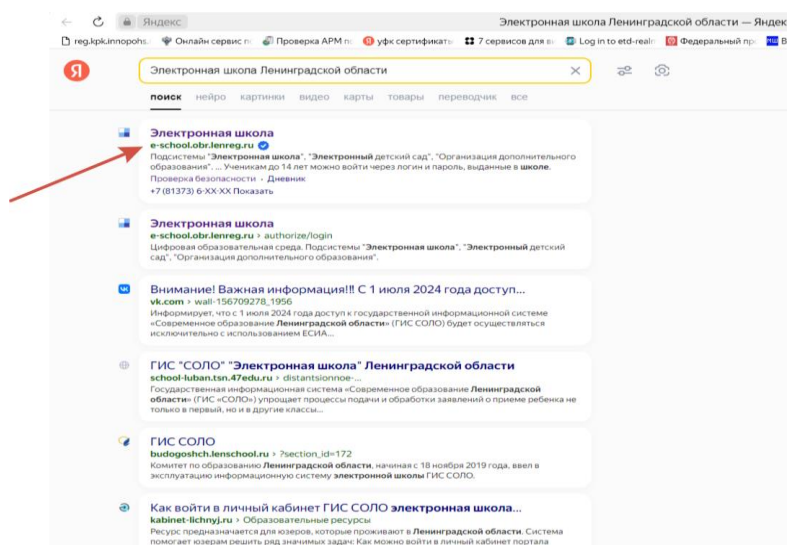 Яндекс
Электронная школа Ленинградской области — Яндек
reg.kpk.innopohs.
Онлайн сервис п
Проверка АРМ п
уфк сертификаты
7 сервисов для в
Log in to etd-realm
Федеральный про
В
Я
Электронная школа Ленинградской области
поиск нейро картинки видео карты товары переводчик все
Электронная школа
e-school.obr.lenreg.ru
Подсистемы "Электронная школа", "Электронный детский сад", "Организация дополнительного
образования". ... Ученикам до 14 лет можно войти через логин и пароль, выданные в школе.
Проверка безопасности · Дневник
+7 (81373) 6-XX-XX Показать
Электронная школа
e-school.obr.lenreg.ru › authorize/login
Цифровая образовательная среда. Подсистемы "Электронная школа", "Электронный детский
сад", "Организация дополнительного образования".
Внимание! Важная информация!!! С 1 июля 2024 года доступ...
vk.com › wall-156709278_1956
Информирует, что с 1 июля 2024 года доступ к государственной информационной системе
«Современное образование Ленинградской области» (ГИС СОЛО) будет осуществляться
исключительно с использованием ЕСИА...
ГИС "СОЛО" "Электронная школа" Ленинградской области
school-luban.tsn.47edu.ru › distantsionnoe-...
Государственная информационная система «Современное образование Ленинградской
области» (ГИС «СОЛО») упрощает процессы подачи и обработки заявлений о приеме ребенка не
только в первый, но и в другие классы...
ГИС СОЛО
budogoshch.lenschool.ru › ?section_id=172
Комитет по образованию Ленинградской области, начиная с 18 ноября 2019 года, ввел в
эксплуатацию информационную систему электронной школы ГИС СОЛО.
Как войти в личный кабинет ГИС СОЛО электронная школа...
kabinet-lichnyj.ru › Образовательные ресурсы
Ресурс предназначается для юзеров, которые проживают в Ленинградской области. Система
помогает юзерам решить ряд значимых задач: Как можно войти в личный кабинет портала